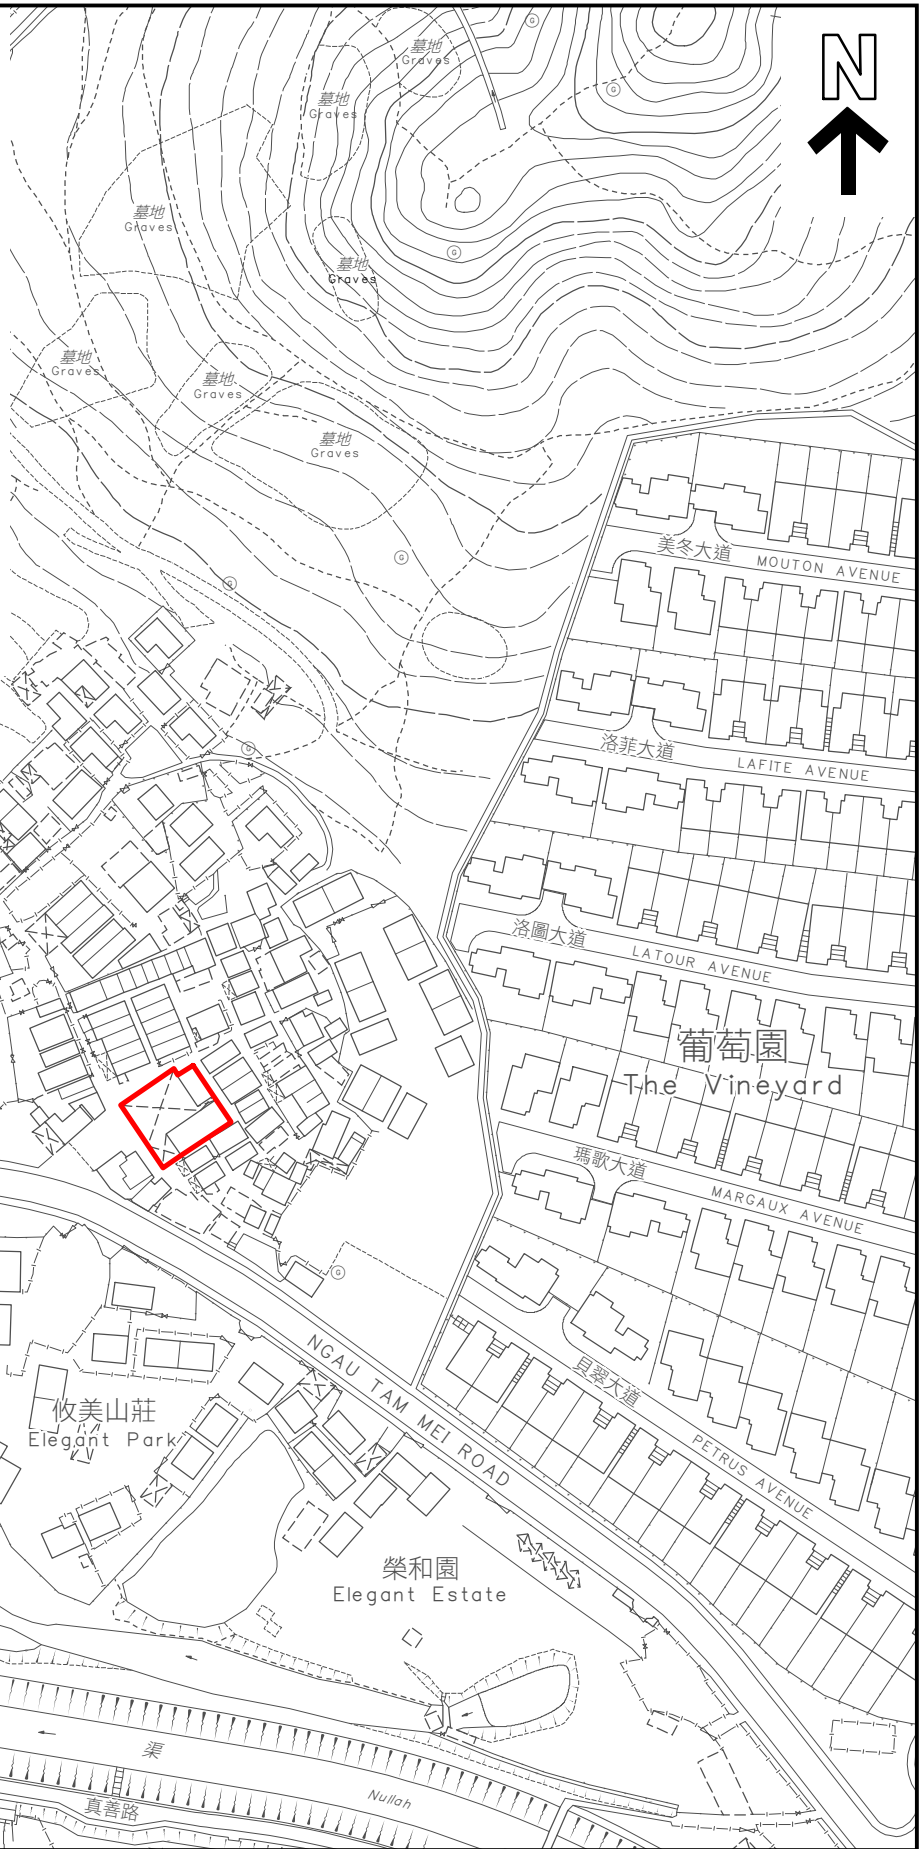 N
G
墓地
Graves
G
墓地
Graves
墓地
Graves
G
墓地
Graves
墓地
Graves
墓地
Graves
墓地
Graves
美冬大道
MOUTON AVENUE
G
G
洛菲大道
LAFITE AVENUE
G
洛圖大道
LATOUR AVENUE
葡萄園
The Vineyard
瑪歌大道
MARGAUX AVENUE
G
NGAU TAM MEI ROAD
貝翠大道
PETRUS AVENUE
攸美山莊
Elegant Park
榮和園
Elegant Estate
渠
Nullah
真善路